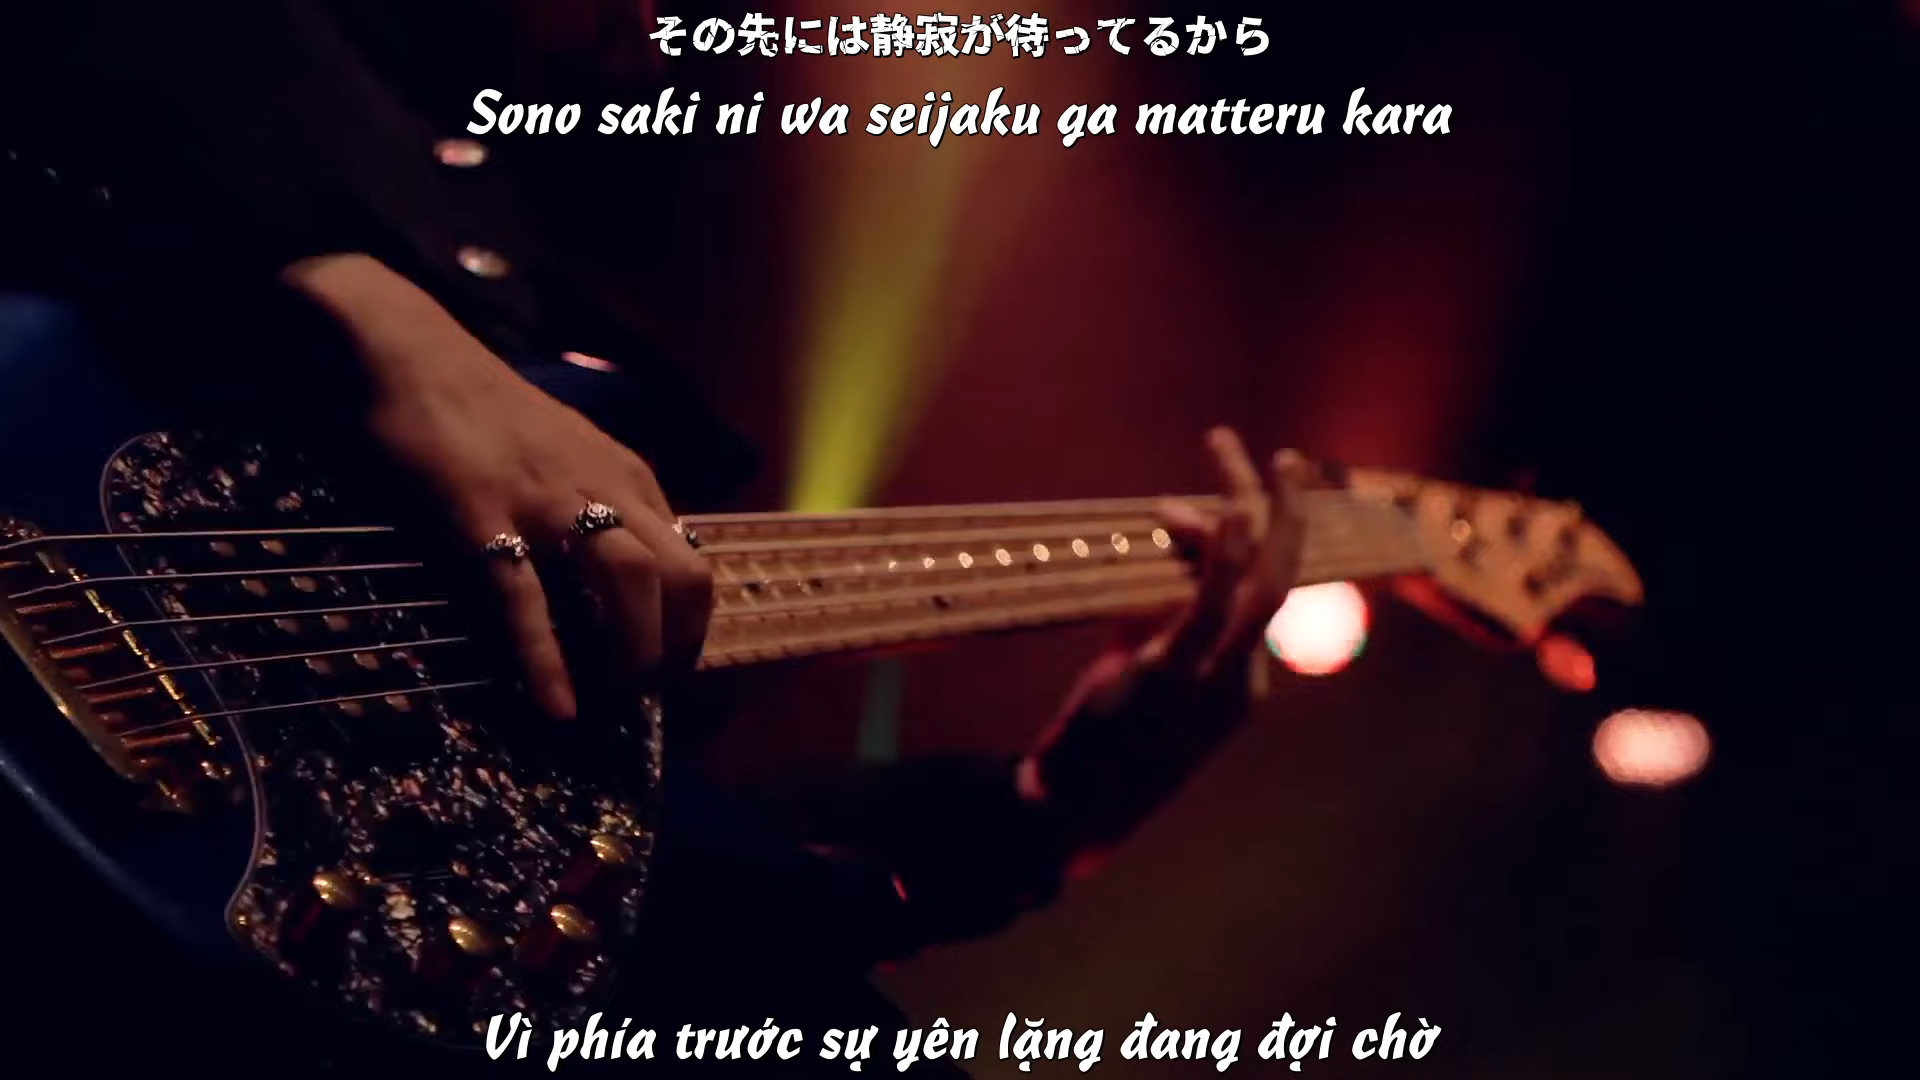 その先には静寂が待ってるから
Sono saki ni wa seijaku ga matteru kara
Vì phía trước sự yên lặng đang đợi chờ